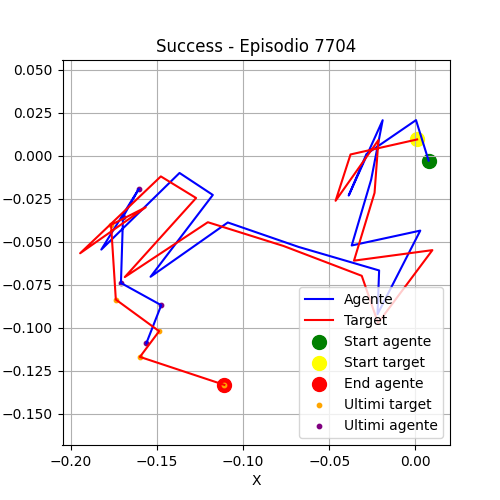 Success - Episodio 7704
0.050
0.025
0.000
−0.025
−0.050
−0.075
−0.100
−0.125
−0.150
−0.20
−0.15
−0.10
−0.05
0.00
X
Agente
Target
Start agente
Start target
End agente
Ultimi target
Ultimi agente